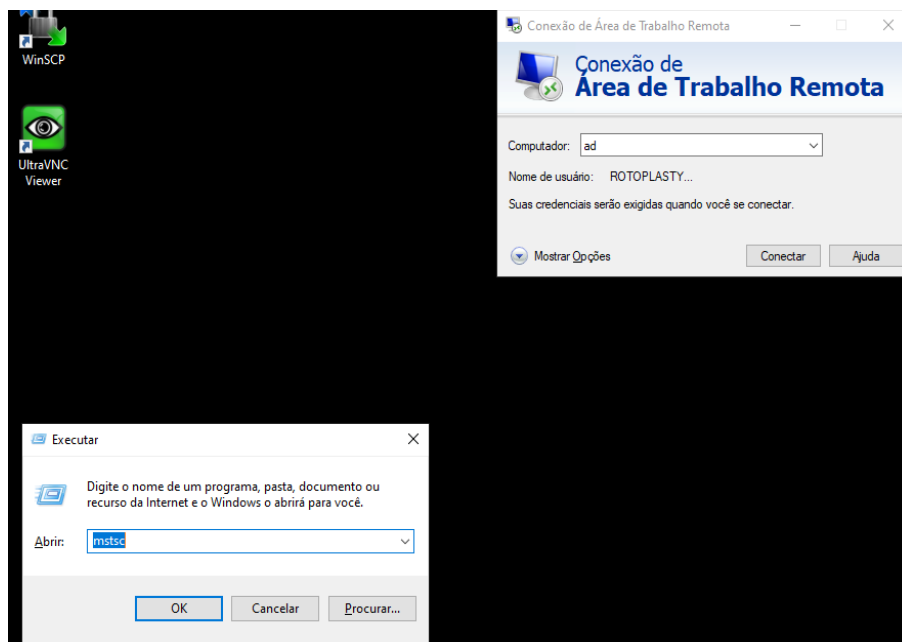 WinSCP
UltraVNC
Viewer
Conexão de Área de Trabalho Remota
Conexão de
Área de Trabalho Remota
Computador: ad
Nome de usuário: ROTOPLASTY...
Suas credenciais serão exigidas quando você se conectar.
Mostrar Opções Conectar Ajuda
Executar
Digite o nome de um programa, pasta, documento ou
recurso da Internet e o Windows o abrirá para você.
Abrir: mstsc
OK Cancelar Procurar...